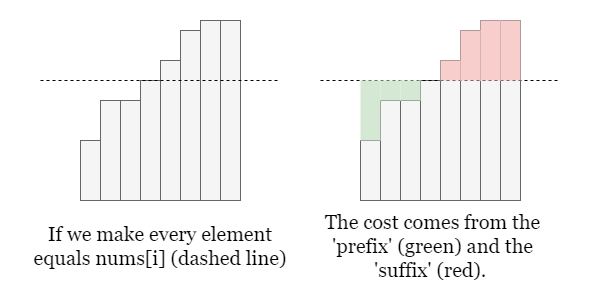 If we make every element
equals nums[i] (dashed line)
The cost comes from the
'prefix' (green) and the
'suffix' (red).